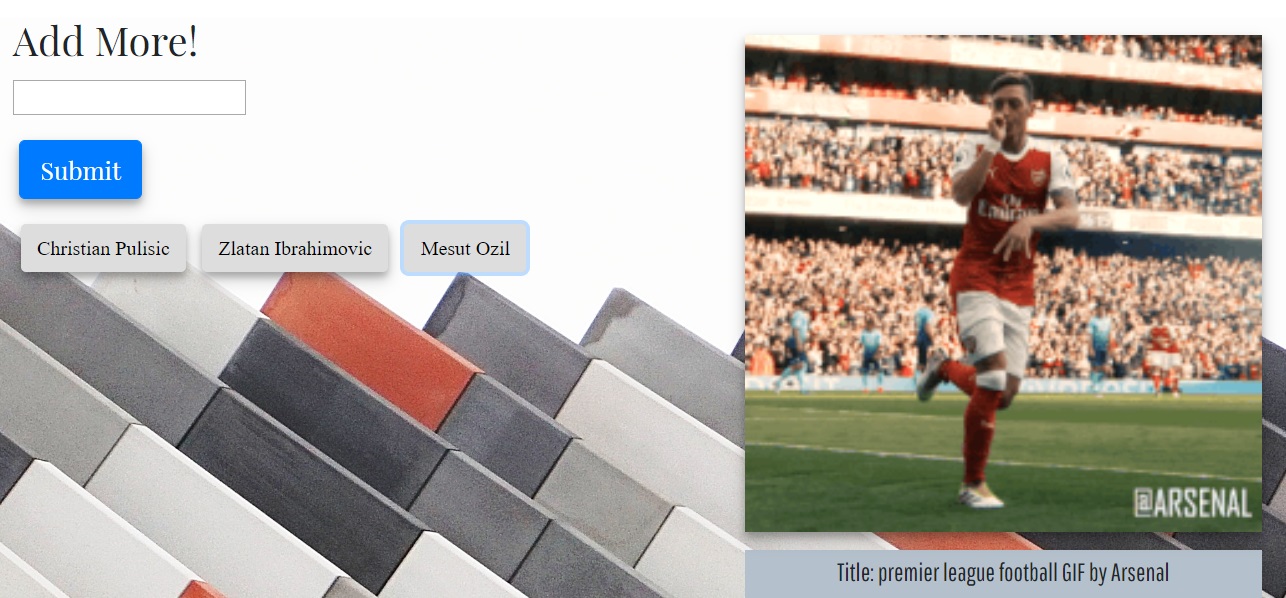 Add More!
Submit
Christian Pulisic
Zlatan Ibrahimovic
Mesut Ozil
Fly
Emirates
@ARSENAL
Title: premier league football GIF by Arsenal